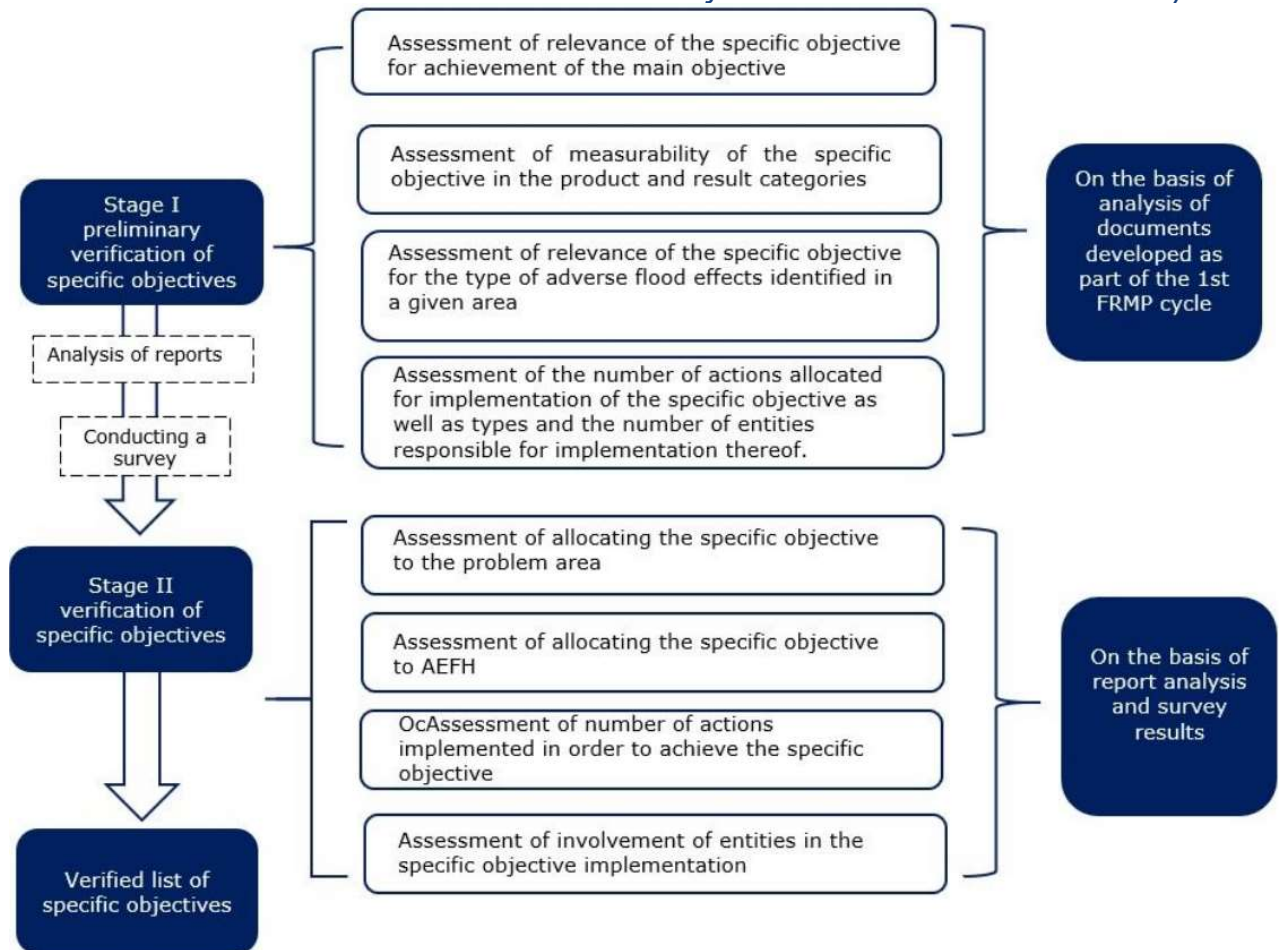 Assessment of relevance of the specific objective
for achievement of the main objective
Assessment of measurability of the specific
objective in the product and result categories
Stage I
preliminary
verification of
specific objectives
Assessment of relevance of the specific objective
for the type of adverse flood effects identified in
a given area
On the basis of
analysis of
documents
developed as
part of the 1st
FRMP cycle
Analysis of reports
Assessment of the number of actions allocated
for implementation of the specific objective as
well as types and the number of entities
responsible for implementation thereof.
Conducting a
survey
Assessment of allocating the specific objective
to the problem area
Stage II
verification of
specific objectives
Assessment of allocating the specific objective
to AEFH
On the basis of
report analysis
and survey
results
OcAssessment of number of actions
implemented in order to achieve the specific
objective
Assessment of involvement of entities in the
specific objective implementation
Verified list of
specific objectives